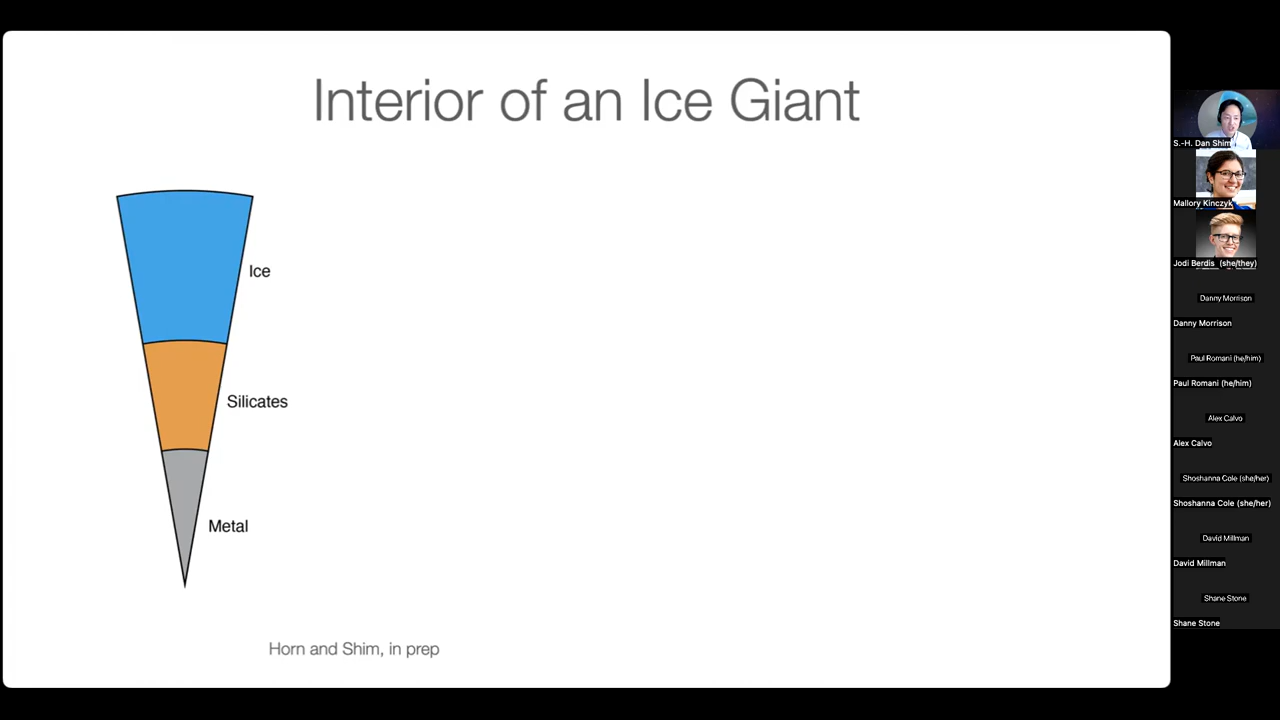 Interior of an Ice Giant
Ice
Silicates
Metal
Horn and Shim, in prep
S.-H. Dan Shim
Mallory Kinczyk
Jodi Berdis (she/they)
Danny Morrison
Danny Morrison
Paul Romani (he/him)
Paul Romani (he/him)
Alex Calvo
Alex Calvo
Shoshanna Cole (she/her)
Shoshanna Cole (she/her)
David Millman
David Millman
Shane Stone
Shane Stone